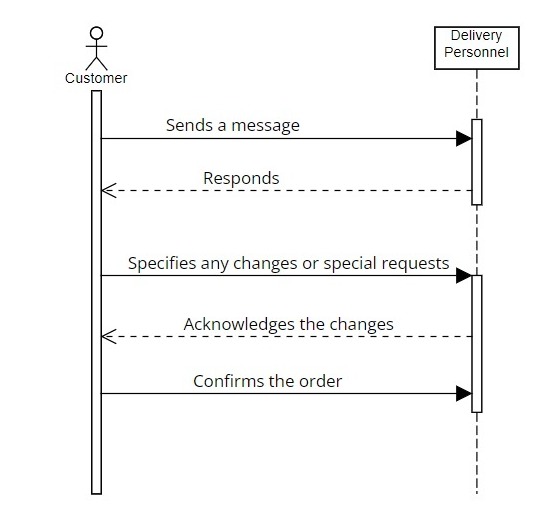 Delivery
Personnel
Customer
Sends a message
Responds
Specifies any changes or special requests
Acknowledges the changes
Confirms the order